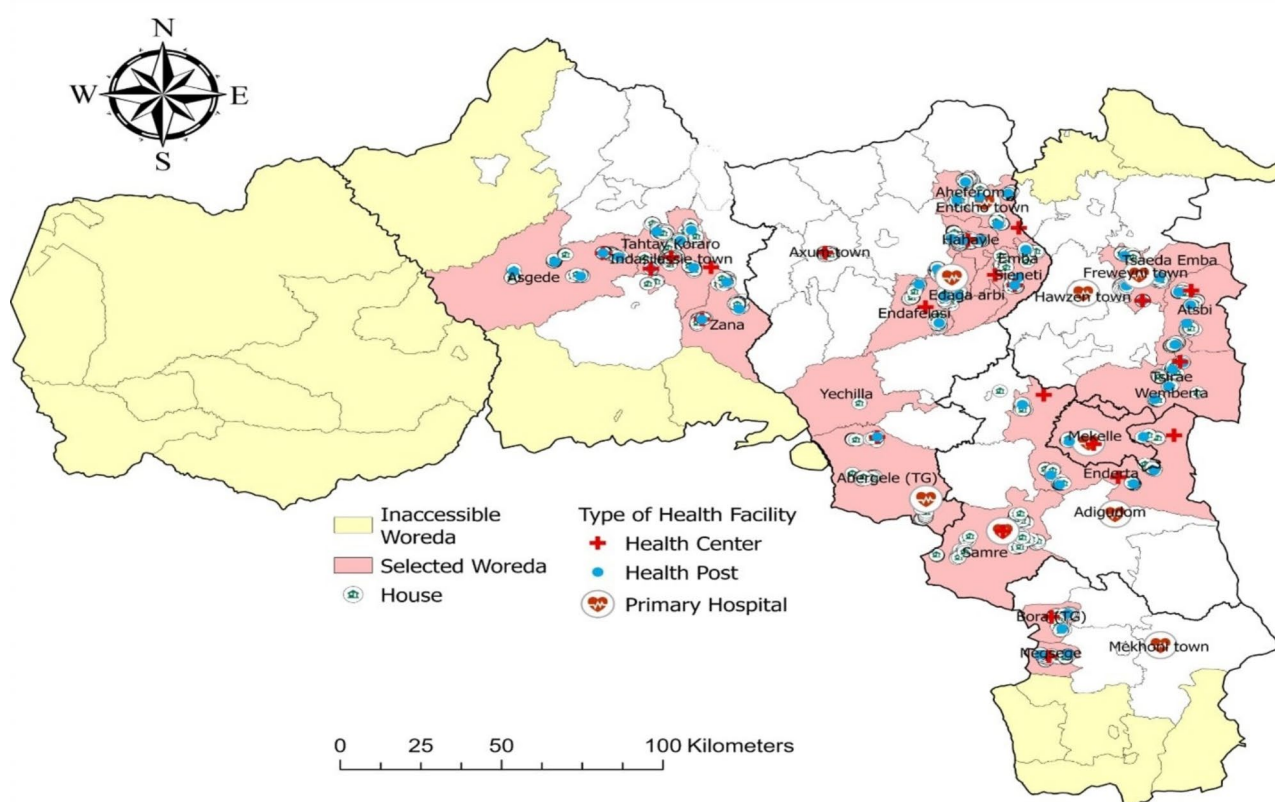 N
W E
S
Aheferom
Entiche town
Hahayle
Axum town
Emba
Sieneti
Tahtay Koraro
Indasilassie town
Asgede
Zana
Edaga arbi
Endafelasi
Tsaeda Emba
Freweyni town
Hawzen town
Atsbi
Tsirae
Wemberta
Yechilla
Mekelle
Enderta
Abergele (TG)
Adigudom
Samre
Bora (TG)
Neqsege
Mekhoni town
Inaccessible
Woreda
Selected Woreda
House
Type of Health Facility
Health Center
Health Post
Primary Hospital
0 25 50 100 Kilometers